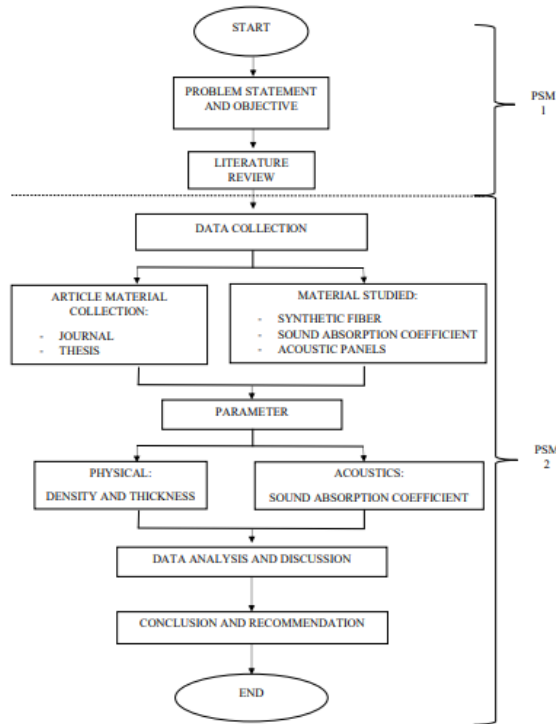 START
PROBLEM STATEMENT
AND OBJECTIVE
PSM
1
LITERATURE
REVIEW
DATA COLLECTION
ARTICLE MATERIAL
COLLECTION:
- JOURNAL
- THESIS
MATERIAL STUDIED:
- SYNTHETIC FIBER
- SOUND ABSORPTION COEFFICIENT
- ACOUSTIC PANELS
PARAMETER
PSM
2
PHYSICAL:
DENSITY AND THICKNESS
ACOUSTICS:
SOUND ABSORPTION COEFFICIENT
DATA ANALYSIS AND DISCUSSION
CONCLUSION AND RECOMMENDATION
END